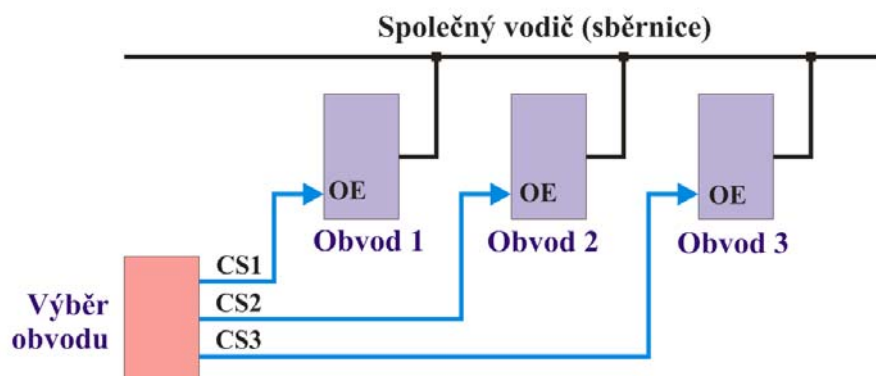 Společný vodič (sběrnice)
OE
OE
OE
Obvod 1
Obvod 2
Obvod 3
CS1
CS2
CS3
Výběr
obvodu